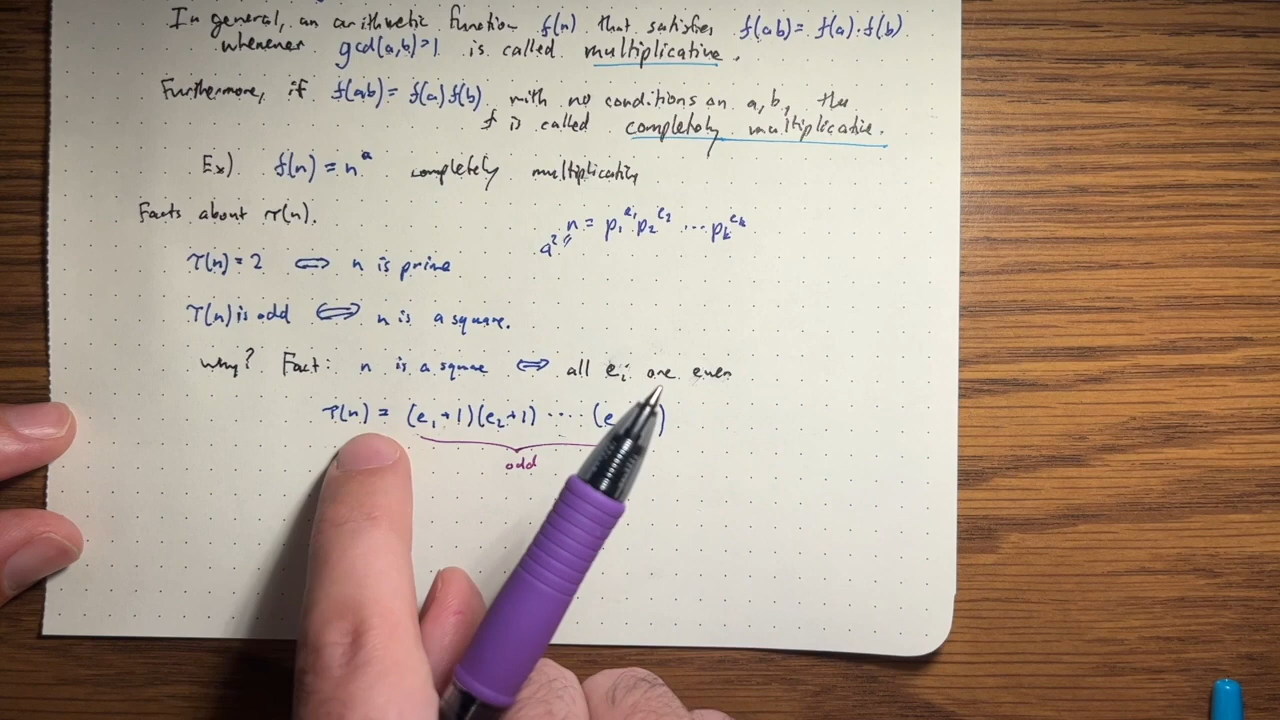 In general, an arithmetic function f(n) that satisfies f(ab) = f(a)·f(b)
whenever gcd(a,b)=1 is called multiplicative.
Furthermore, if f(ab) = f(a)f(b) with no conditions on a,b, the
f is called completely multiplicative.
Ex) f(n) = n^a completely multiplicative
Facts about τ(n).
n = p₁^e₁ p₂^e₂ ... pₖ^eₖ
a² =
τ(n) = 2 ⟺ n is prime
τ(n) is odd ⟺ n is a square.
Why? Fact: n is a square ⟺ all eᵢ are even
τ(n) = (e₁+1)(e₂+1) ···· (e )
odd